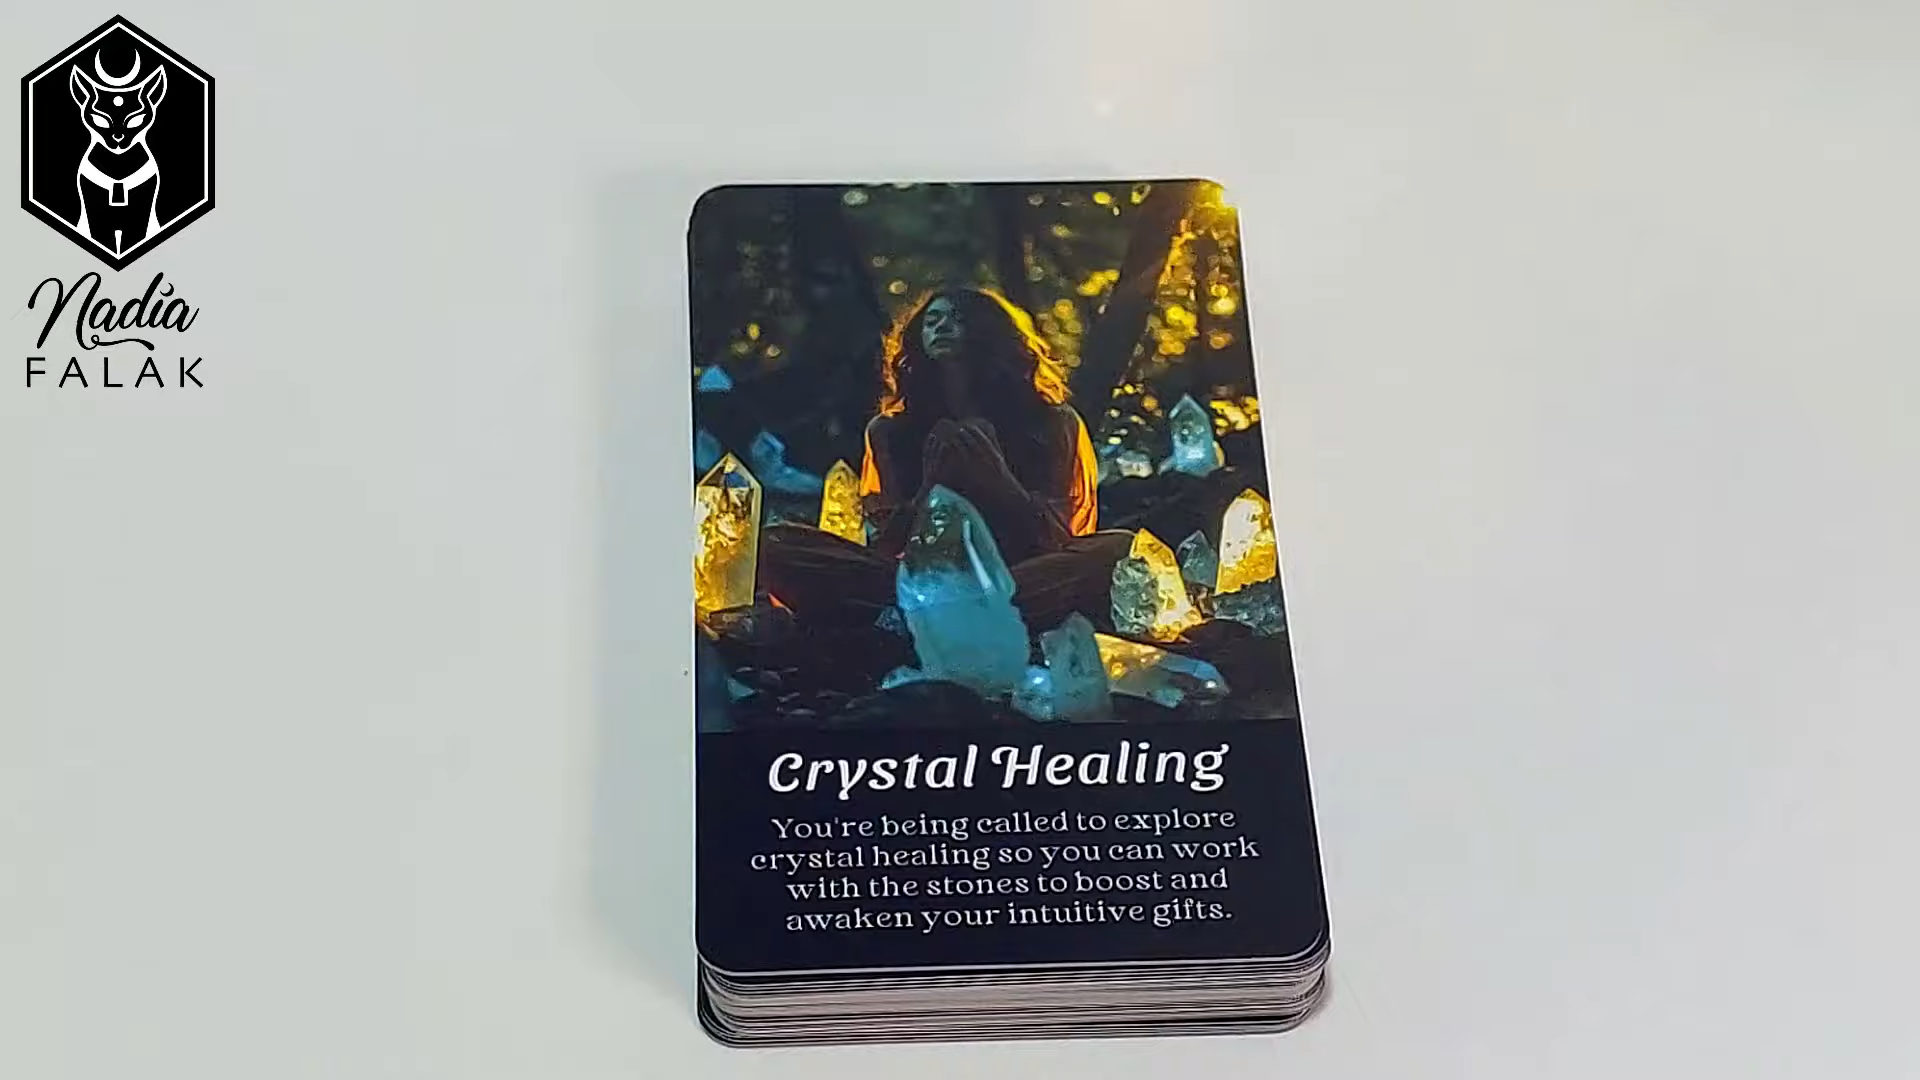 Nadia
FALAK
Crystal Healing
You're being called to explore
crystal healing so you can work
with the stones to boost and
awaken your intuitive gifts.